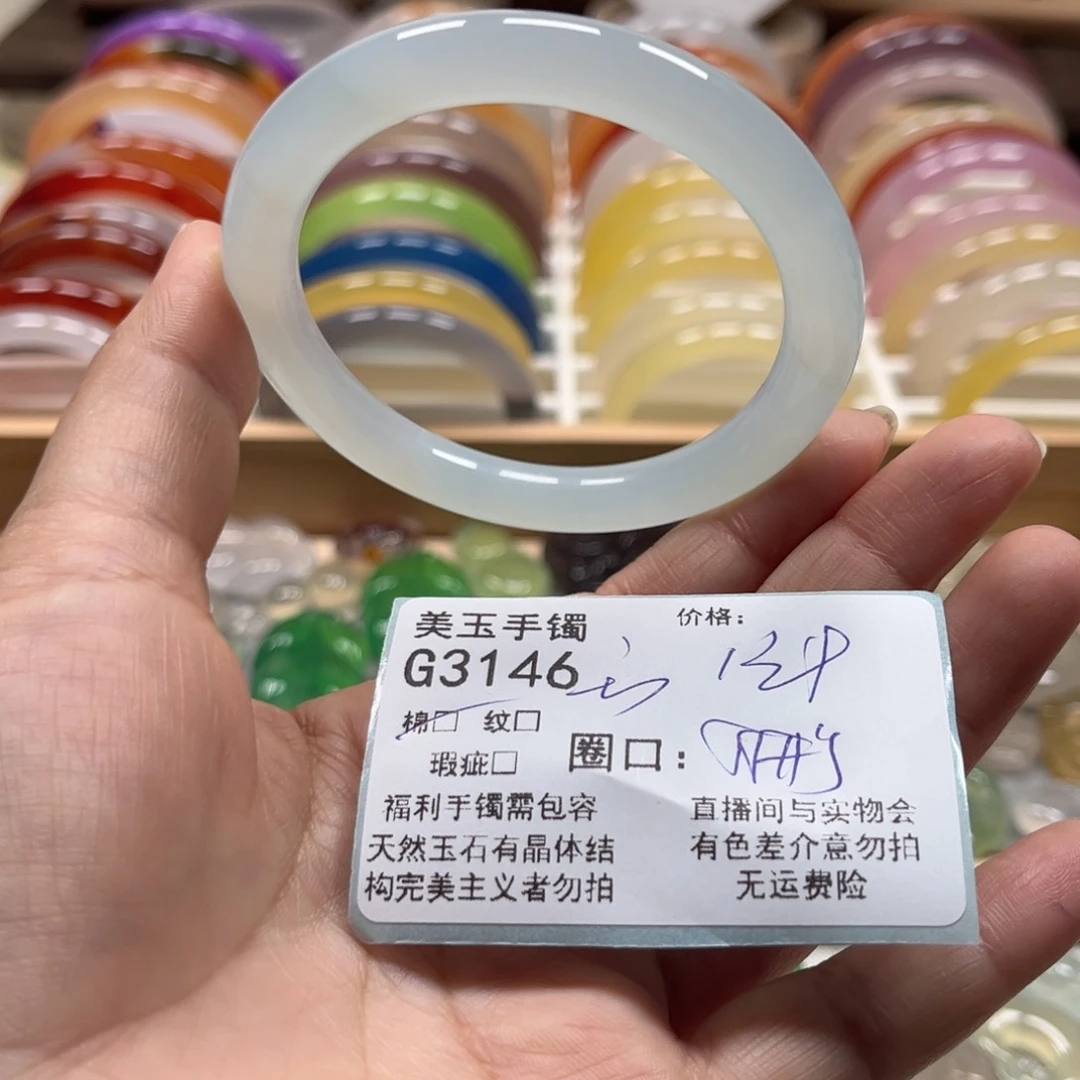 美玉手镯
价格：
G3146
棉□ 纹□
瑕疵□
圈口：
福利手镯需包容
天然玉石有晶体结
构完美主义者勿拍
直播间与实物会
有色差介意勿拍
无运费险